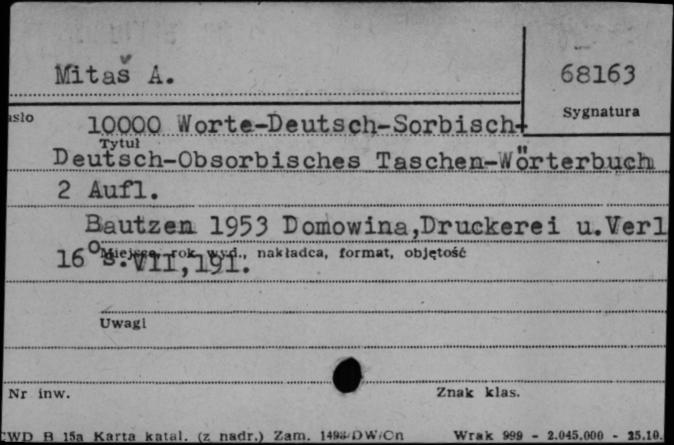 Mitaš A.
68163
Sygnatura
asło
10000 Worte-Deutsch-Sorbisch-
Tytuł
Deutsch-Obsorbisches Taschen-Wörterbuch
2 Aufl.
Bautzen 1953 Domowina,Druckerei u.Verl
Miejsce, rok wyd., nakładca, format, objętość
16° s.VII,191.
Uwagi
Nr inw.
Znak klas.
CWD B 15a Karta katal. (z nadr.) Zam. 1498/DW/Cn Wrak 999 - 2.045.000 - 25.10.